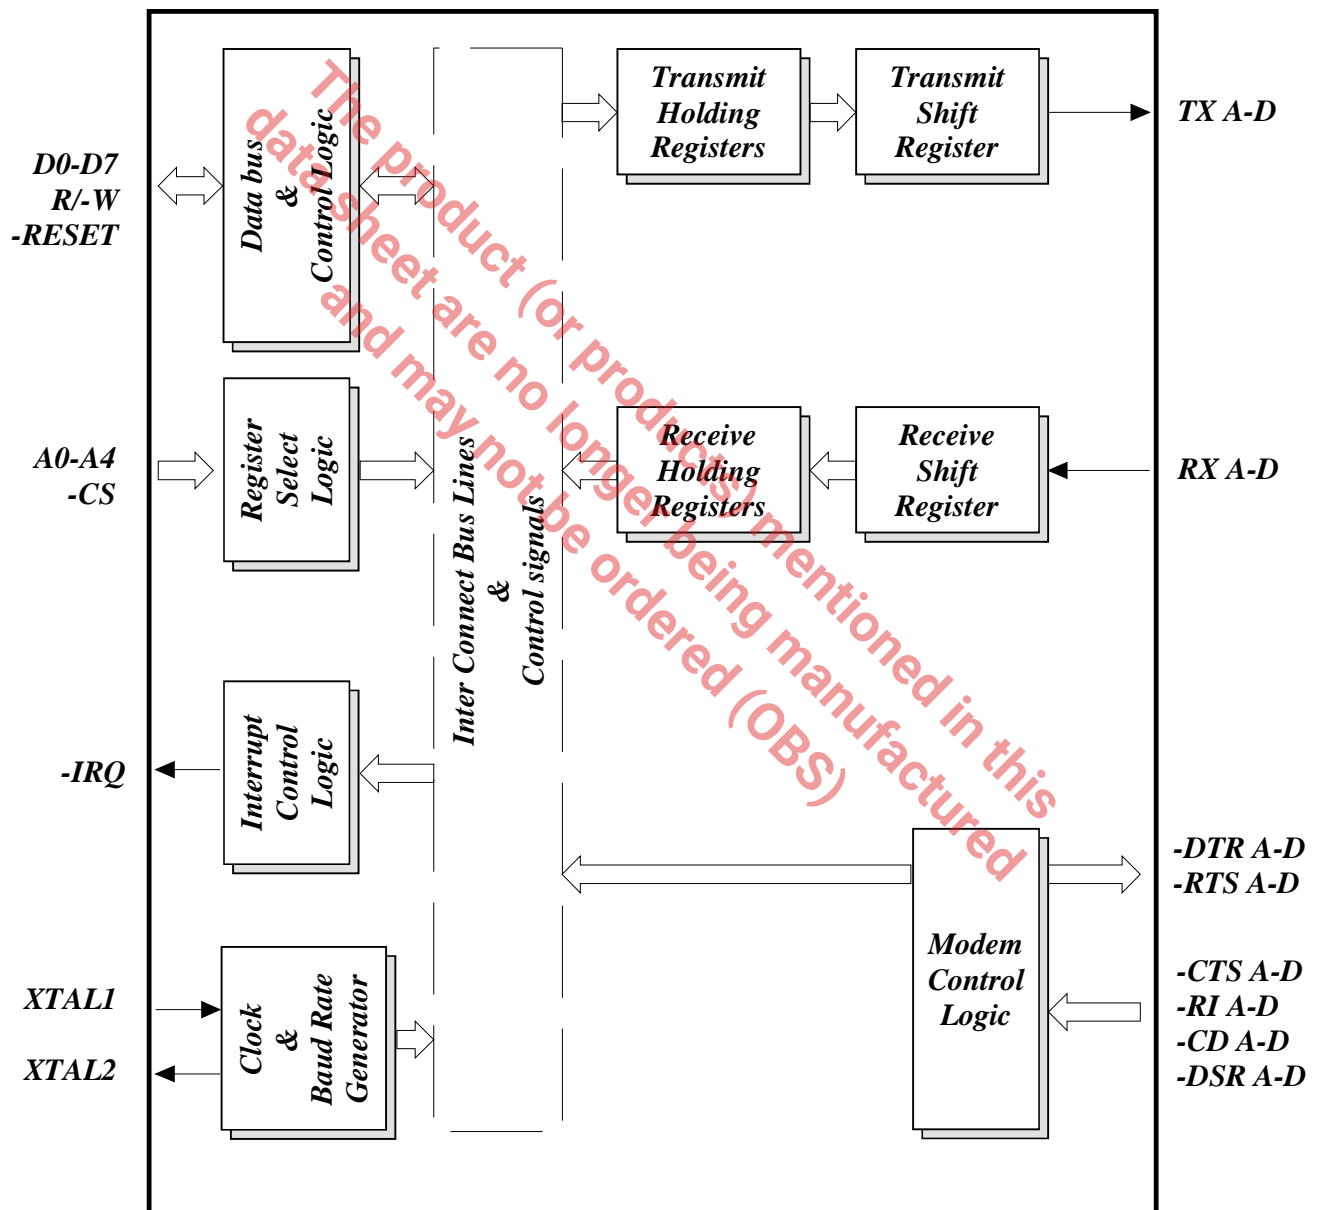 D0-D7
R/-W
-RESET
Data bus
&
Control Logic
A0-A4
-CS
Register
Select
Logic
-IRQ
Interrupt
Control
Logic
XTAL1
XTAL2
Clock
&
Baud Rate
Generator
Inter Connect Bus Lines
&
Control signals
Transmit
Holding
Registers
Transmit
Shift
Register
TX A-D
Receive
Holding
Registers
Receive
Shift
Register
RX A-D
Modem
Control
Logic
-DTR A-D
-RTS A-D
-CTS A-D
-RI A-D
-CD A-D
-DSR A-D
The product (or products) mentioned in this
data sheet are no longer being manufactured
and may not be ordered (OBS)